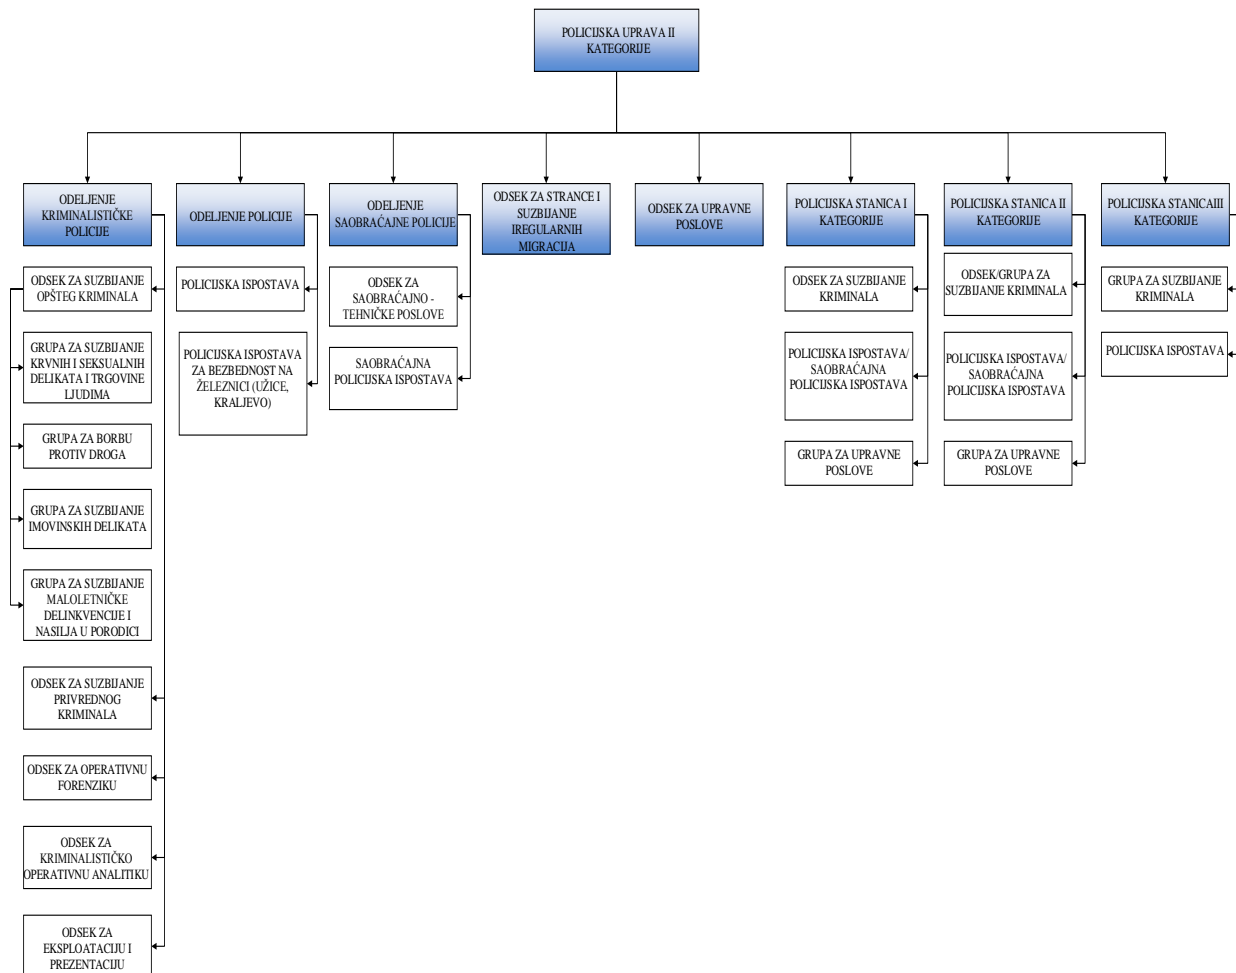 POLICIJSKA UPRAVA II
KATEGORIJE
ODELJENJE
KRIMINALISTIČKE
POLICIJE
ODELJENJE POLICIJE
ODELJENJE
SAOBRAĆAJNE POLICIJE
ODSEK ZA STRANCE I
SUZBIJANJE
IREGULARNIH
MIGRACIJA
ODSEK ZA UPRAVNE
POSLOVE
POLICIJSKA STANICA I
KATEGORIJE
POLICIJSKA STANICA II
KATEGORIJE
POLICIJSKA STANICAIII
KATEGORIJE
ODSEK ZA SUZBIJANJE
OPŠTEG KRIMINALA
GRUPA ZA SUZBIJANJE
KRVNIH I SEKSUALNIH
DELIKATA I TRGOVINE
LJUDIMA
GRUPA ZA BORBU
PROTIV DROGA
GRUPA ZA SUZBIJANJE
IMOVINSKIH DELIKATA
GRUPA ZA SUZBIJANJE
MALOLETNIČKE
DELINKVENCIJE I
NASILJA U PORODICI
ODSEK ZA SUZBIJANJE
PRIVREDNOG
KRIMINALA
ODSEK ZA OPERATIVNU
FORENZIKU
ODSEK ZA
KRIMINALISTIČKO
OPERATIVNU ANALITIKU
ODSEK ZA
EKSPLOATACIJU I
PREZENTACIJU
POLICIJSKA ISPOSTAVA
POLICIJSKA ISPOSTAVA
ZA BEZBEDNOST NA
ŽELEZNICI (UŽICE,
KRALJEVO)
ODSEK ZA
SAOBRAĆAJNO -
TEHNIČKE POSLOVE
SAOBRAĆAJNA
POLICIJSKA ISPOSTAVA
ODSEK ZA SUZBIJANJE
KRIMINALA
POLICIJSKA ISPOSTAVA/
SAOBRAĆAJNA
POLICIJSKA ISPOSTAVA
GRUPA ZA UPRAVNE
POSLOVE
ODSEK/GRUPA ZA
SUZBIJANJE KRIMINALA
POLICIJSKA ISPOSTAVA/
SAOBRAĆAJNA
POLICIJSKA ISPOSTAVA
GRUPA ZA UPRAVNE
POSLOVE
GRUPA ZA SUZBIJANJE
KRIMINALA
POLICIJSKA ISPOSTAVA